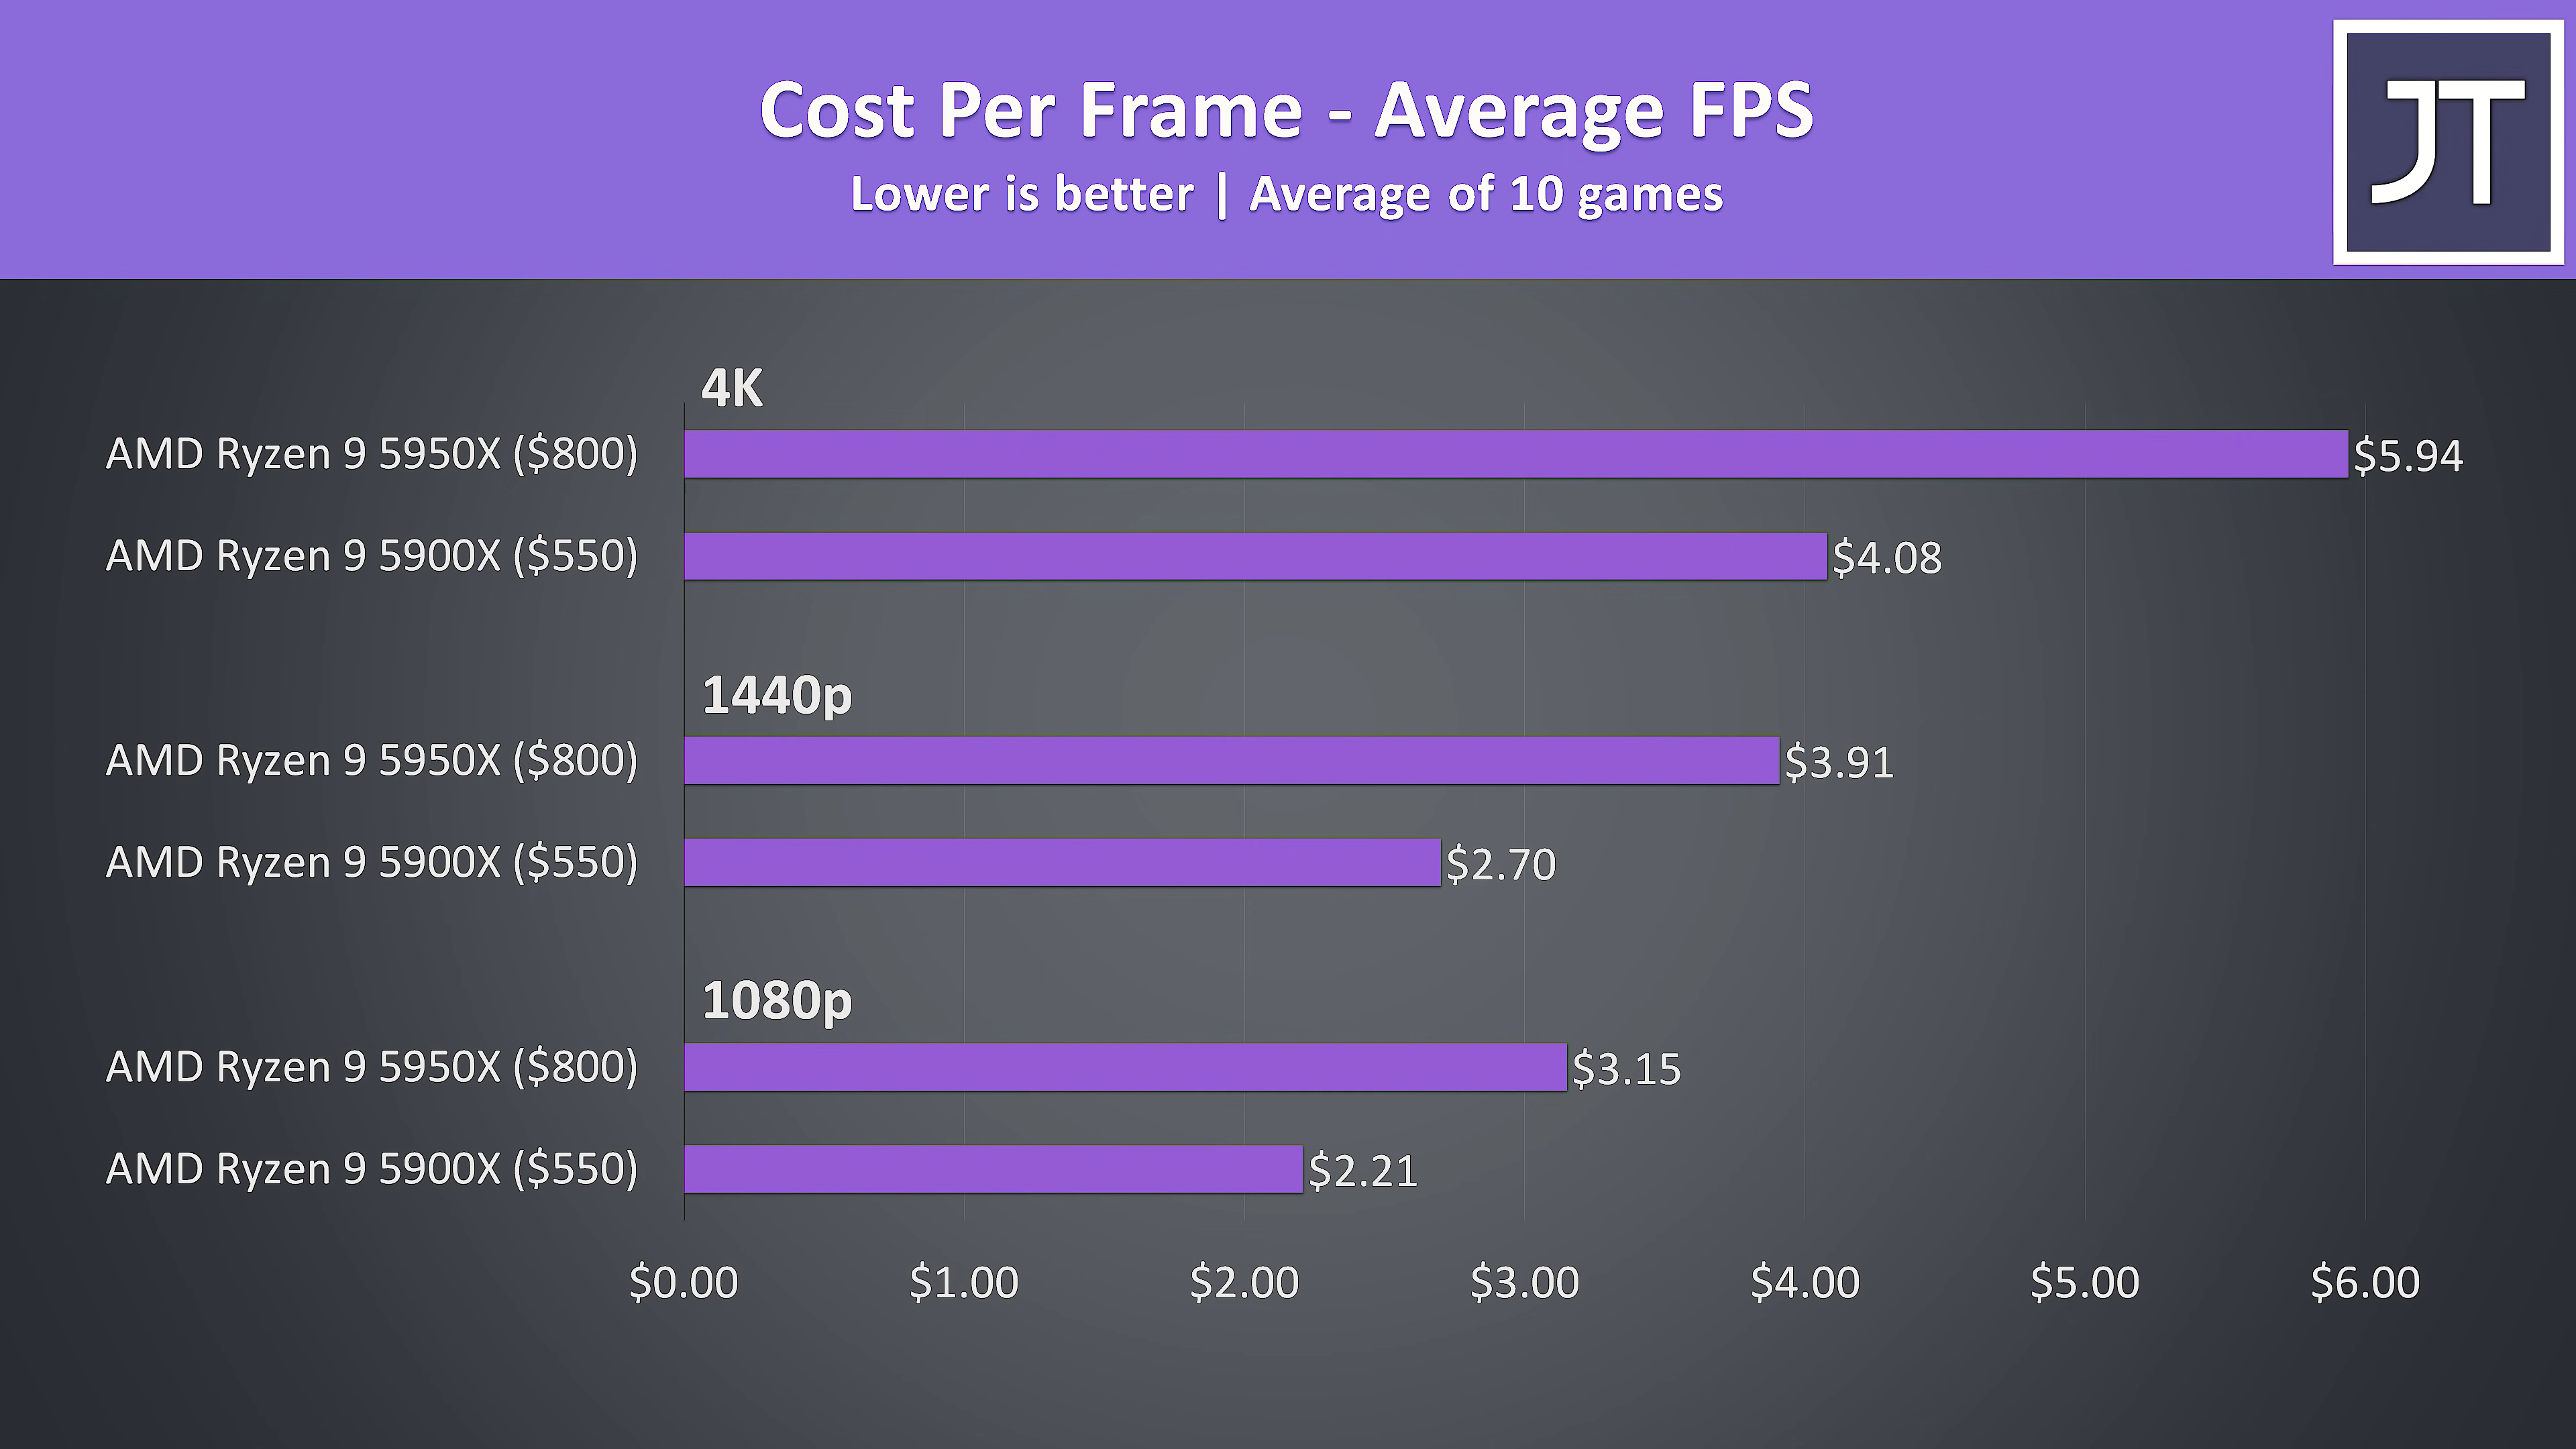 Cost Per Frame - Average FPS
Lower is better | Average of 10 games
JT
4K
AMD Ryzen 9 5950X ($800) $5.94
AMD Ryzen 9 5900X ($550) $4.08
1440p
AMD Ryzen 9 5950X ($800) $3.91
AMD Ryzen 9 5900X ($550) $2.70
1080p
AMD Ryzen 9 5950X ($800) $3.15
AMD Ryzen 9 5900X ($550) $2.21
$0.00 $1.00 $2.00 $3.00 $4.00 $5.00 $6.00